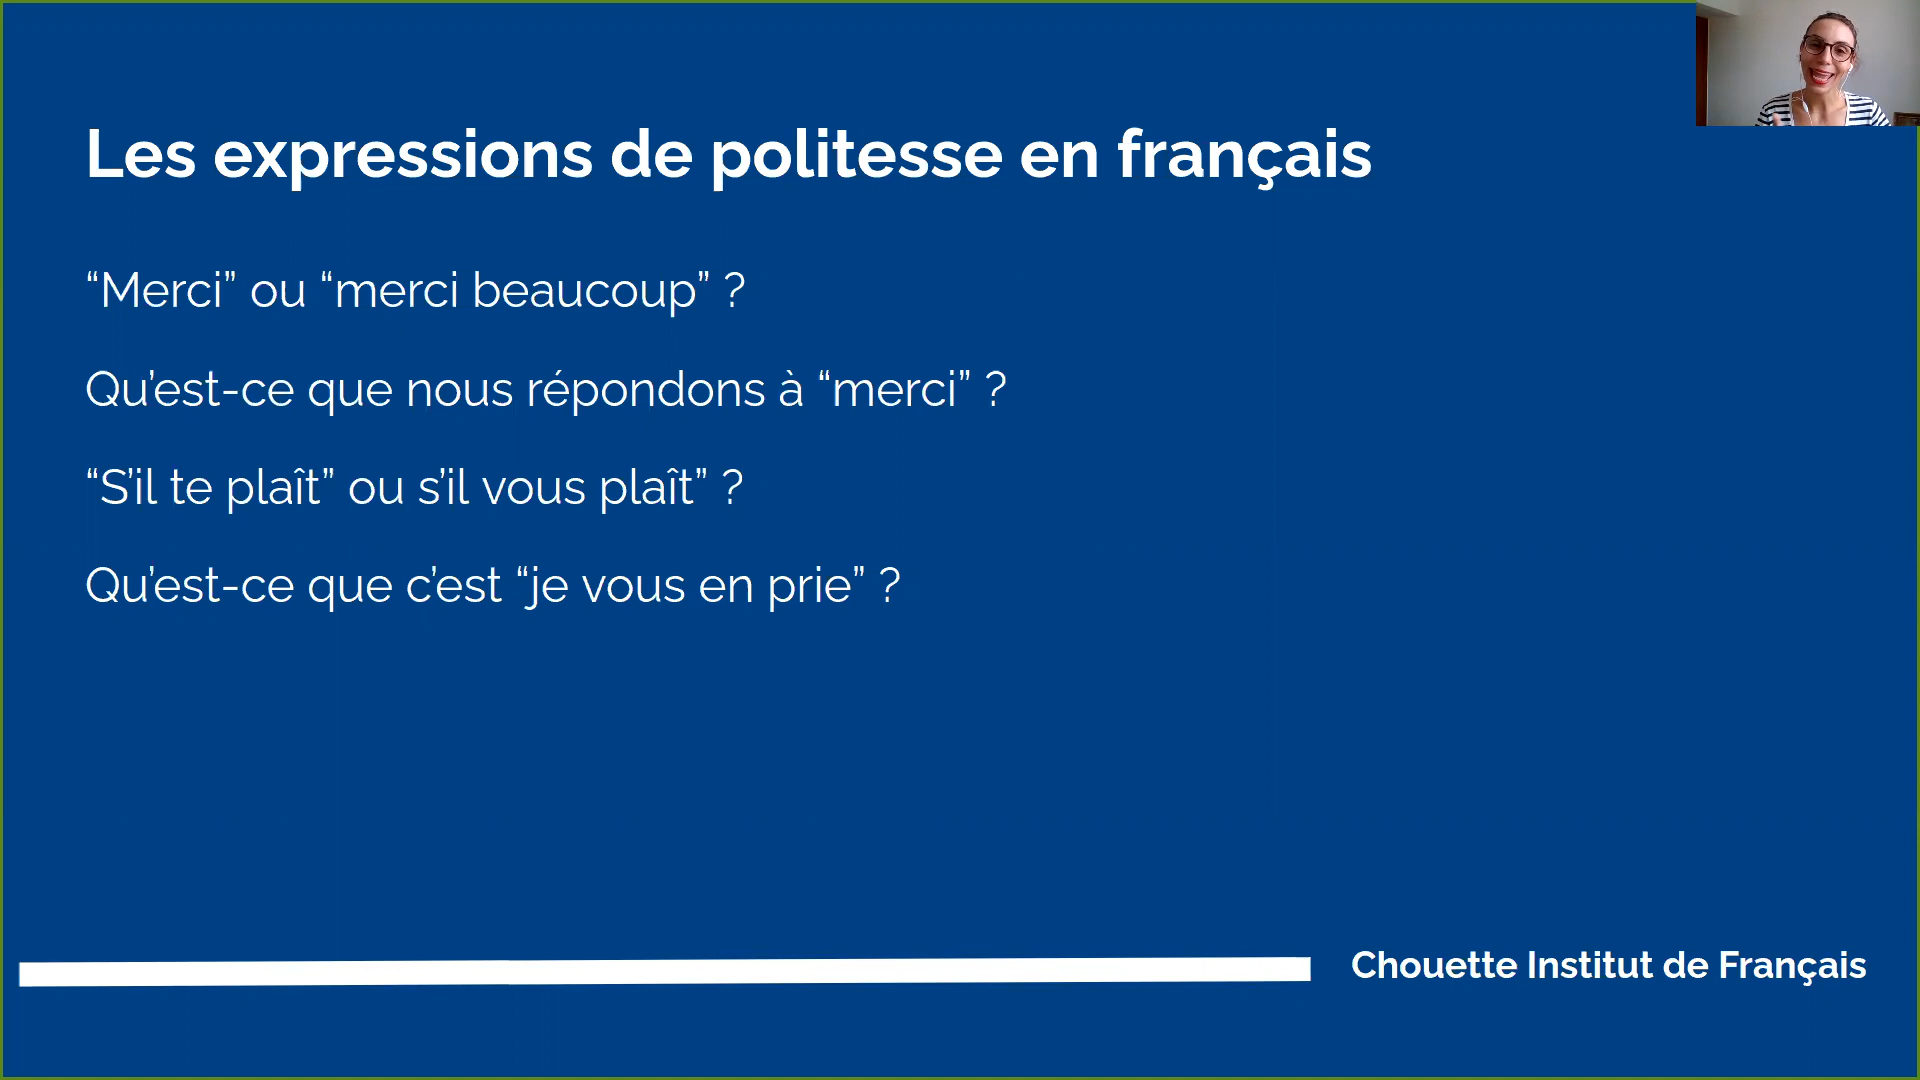 Les expressions de politesse en français
“Merci” ou “merci beaucoup” ?
Qu’est-ce que nous répondons à “merci” ?
“S’il te plaît” ou s’il vous plaît” ?
Qu’est-ce que c’est “je vous en prie” ?
Chouette Institut de Français